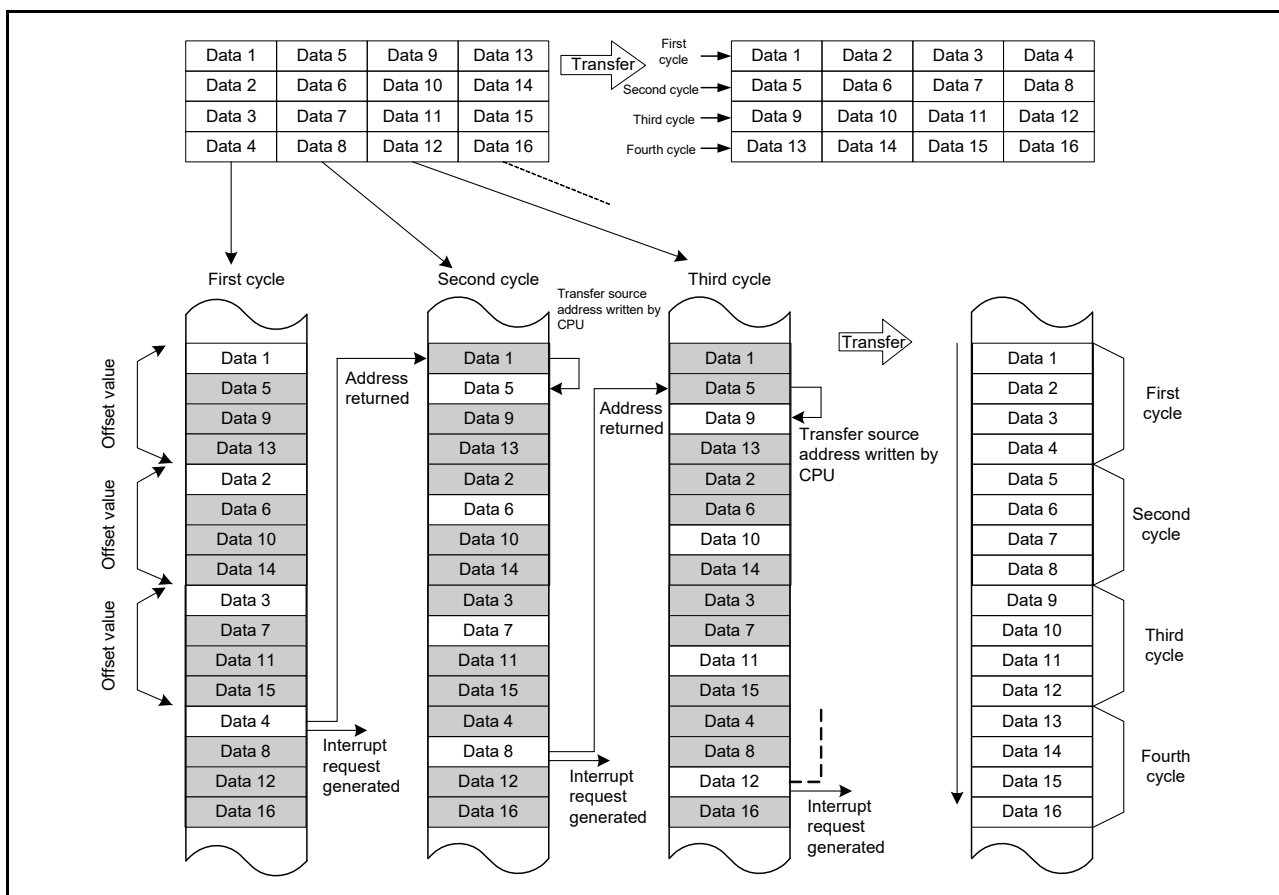 Data 1 Data 5 Data 9 Data 13
Data 2 Data 6 Data 10 Data 14
Data 3 Data 7 Data 11 Data 15
Data 4 Data 8 Data 12 Data 16
Transfer
First
cycle
Data 1 Data 2 Data 3 Data 4
Second cycle
Data 5 Data 6 Data 7 Data 8
Third cycle
Data 9 Data 10 Data 11 Data 12
Fourth cycle
Data 13 Data 14 Data 15 Data 16
First cycle
Offset value
Offset value
Offset value
Data 1
Data 5
Data 9
Data 13
Data 2
Data 6
Data 10
Data 14
Data 3
Data 7
Data 11
Data 15
Data 4
Data 8
Data 12
Data 16
Address
returned
Interrupt
request
generated
Second cycle
Transfer source
address written by
CPU
Data 1
Data 5
Data 9
Data 13
Data 2
Data 6
Data 10
Data 14
Data 3
Data 7
Data 11
Data 15
Data 4
Data 8
Data 12
Data 16
Address
returned
Interrupt
request
generated
Third cycle
Data 1
Data 5
Data 9
Data 13
Data 2
Data 6
Data 10
Data 14
Data 3
Data 7
Data 11
Data 15
Data 4
Data 8
Data 12
Data 16
Transfer source
address written by
CPU
Interrupt
request
generated
Transfer
Data 1
Data 2
Data 3
Data 4
Data 5
Data 6
Data 7
Data 8
Data 9
Data 10
Data 11
Data 12
Data 13
Data 14
Data 15
Data 16
First
cycle
Second
cycle
Third
cycle
Fourth
cycle